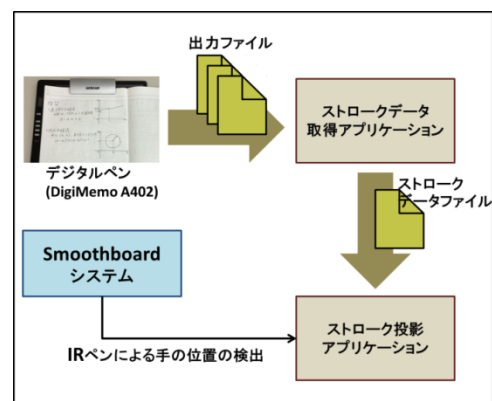 出力ファイル
ストロークデータ
取得アプリケーション
デジタルペン
(DigiMemo A402)
ストローク
データファイル
Smoothboard
システム
ストローク投影
アプリケーション
IRペンによる手の位置の検出